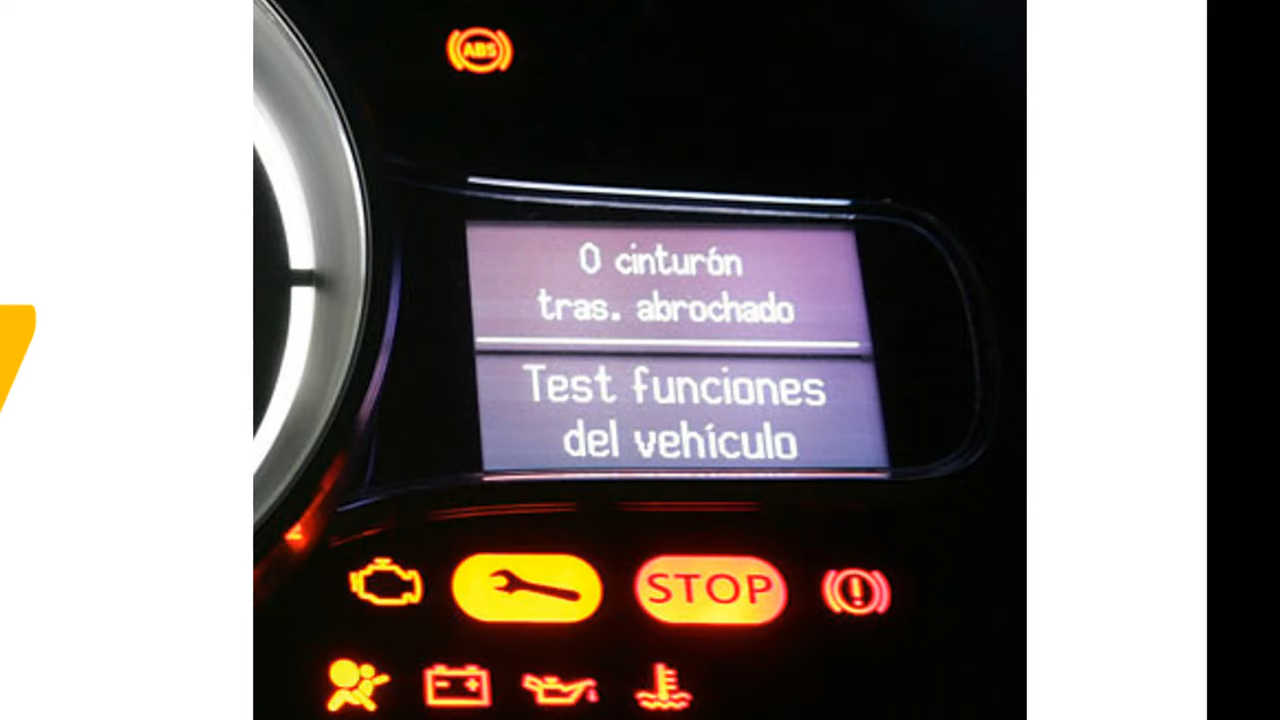 ABS
0 cinturón
tras. abrochado
Test funciones
del vehículo
STOP